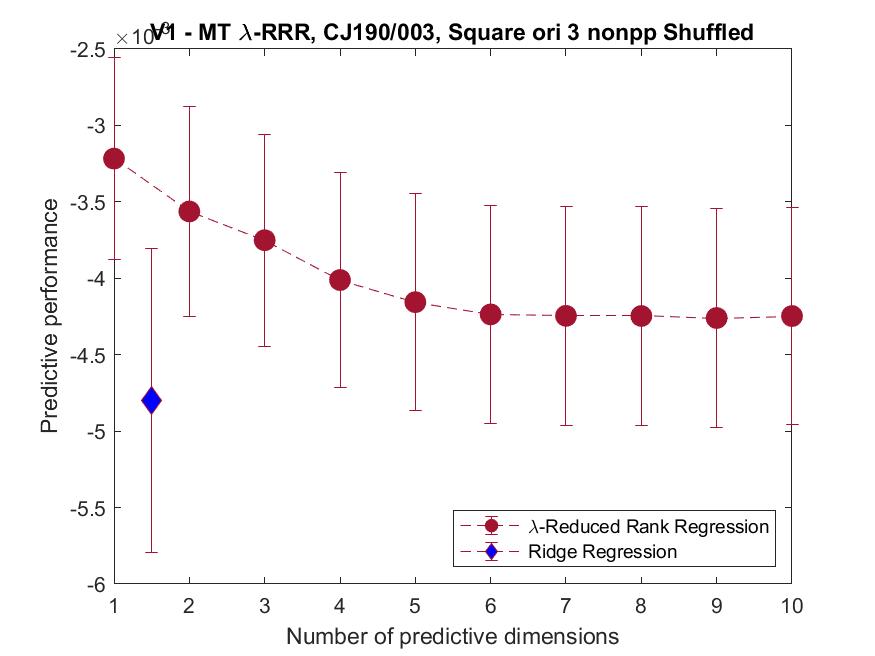 ×10
V1 - MT λ-RRR, CJ190/003, Square ori 3 nonpp Shuffled
-2.5
-3
-3.5
-4
-4.5
-5
-5.5
-6
Predictive performance
λ-Reduced Rank Regression
Ridge Regression
1 2 3 4 5 6 7 8 9 10
Number of predictive dimensions